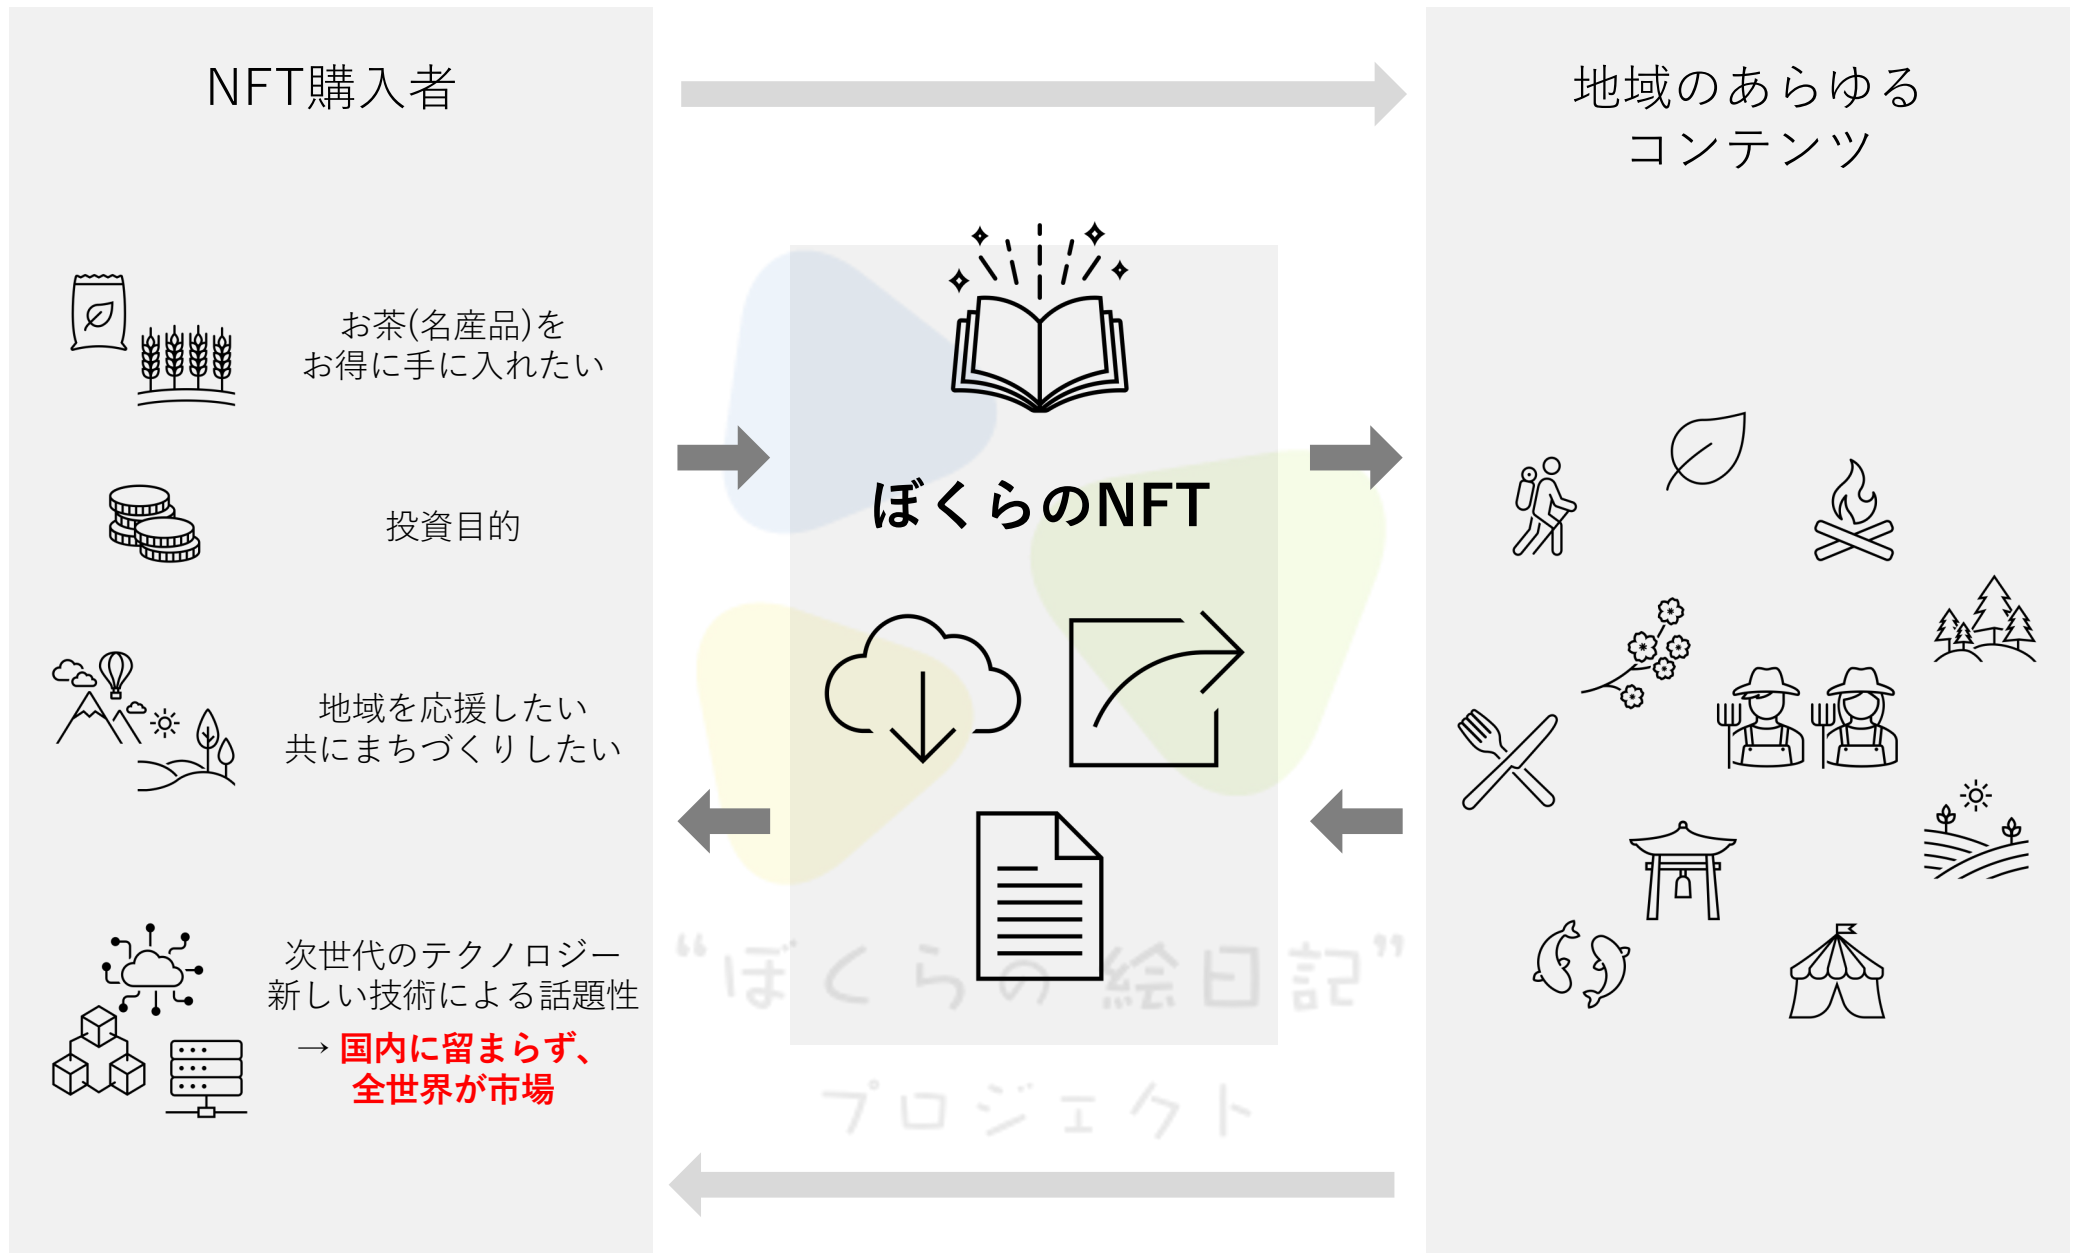 NFT購入者
お茶(名産品)を
お得に手に入れたい
投資目的
地域を応援したい
共にまちづくりしたい
次世代のテクノロジー
新しい技術による話題性
→ 国内に留まらず、
全世界が市場
ぼくらのNFT
“ぼくらの絵日記”
プロジェクト
地域のあらゆる
コンテンツ